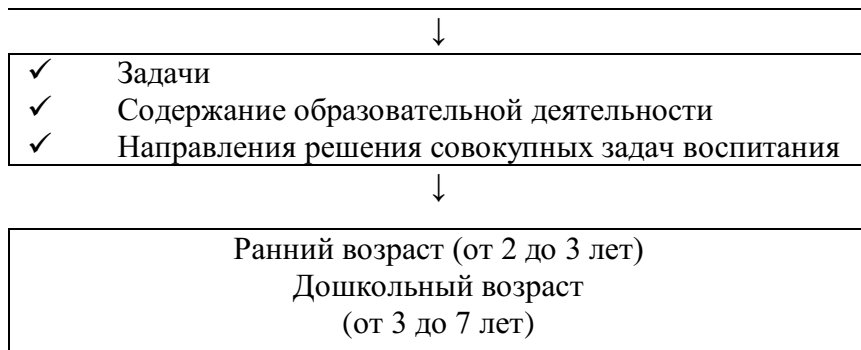 ↓
✓ Задачи
✓ Содержание образовательной деятельности
✓ Направления решения совокупных задач воспитания
↓
Ранний возраст (от 2 до 3 лет)
Дошкольный возраст
(от 3 до 7 лет)